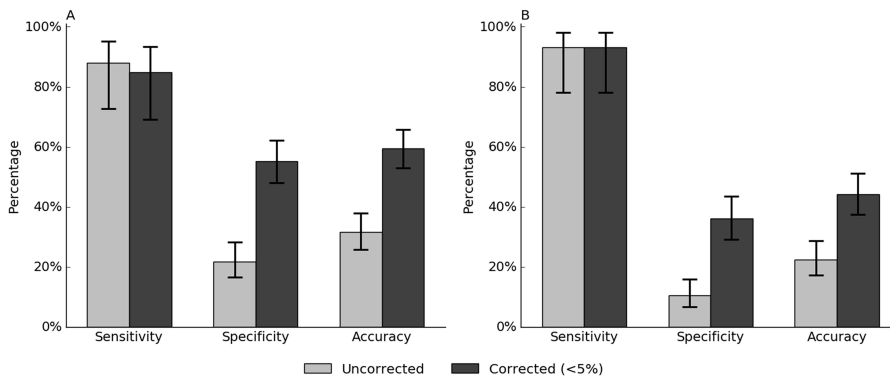 A
100%
80%
60%
40%
20%
0%
Percentage
Sensitivity Specificity Accuracy
B
100%
80%
60%
40%
20%
0%
Percentage
Sensitivity Specificity Accuracy
Uncorrected Corrected (<5%)